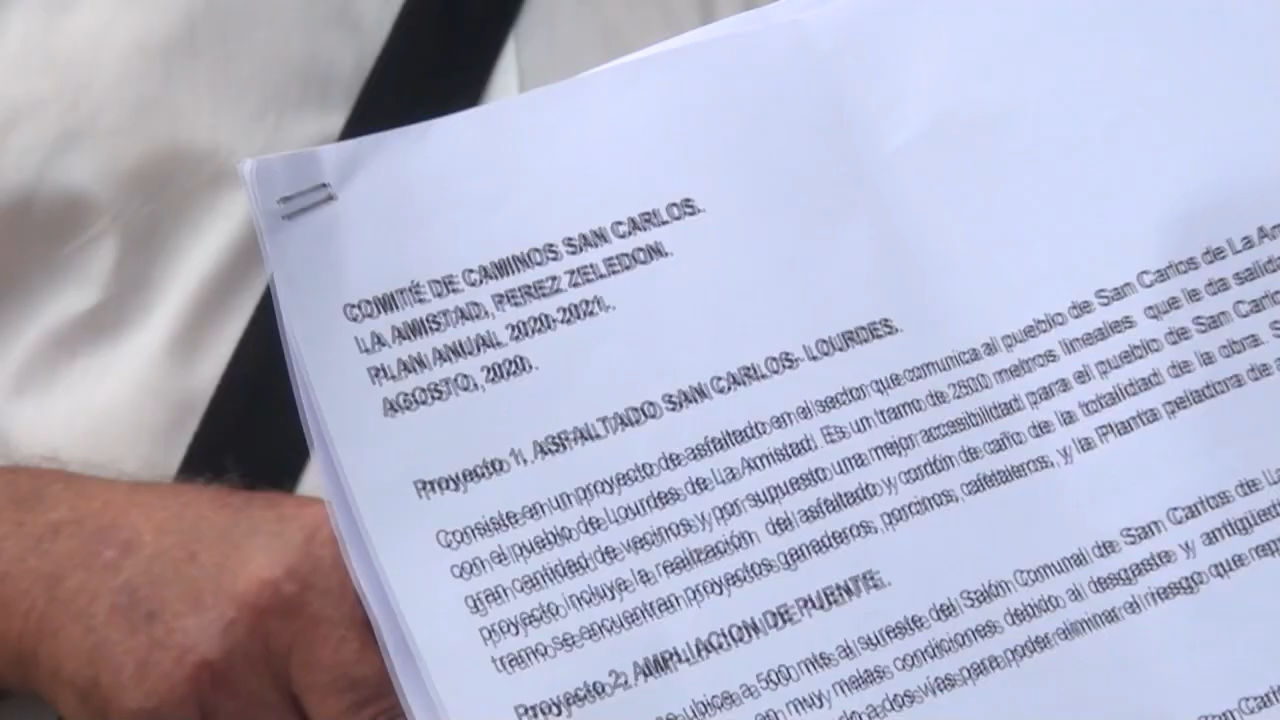 COMITÉ DE CAMINOS SAN CARLOS.
LA AMISTAD, PEREZ ZELEDON.
PLAN ANUAL 2020-2021.
AGOSTO, 2020.
Proyecto 1: ASFALTADO SAN CARLOS- LOURDES.
Consiste en un proyecto de asfaltado en el sector que comunica al pueblo de San Carlos de La
con el pueblo de Lourdes de La Amistad. Es un tramo de 2500 metros lineales que le da salida
gran cantidad de vecinos y por supuesto una mejor accesibilidad para el pueblo de San
proyecto incluye la realización del asfaltado y cordón de caño de la totalidad de la obra.
tramo se encuentran proyectos ganaderos, porcinos, cafetaleros, y la Planta peladora de
Proyecto 2: AMPLIACION DE PUENTE.
ubica a 500 mts al sureste del Salón Comunal de San Carlos de
en muy malas condiciones debido al desgaste y
a dos vías para poder eliminar el riesgo que